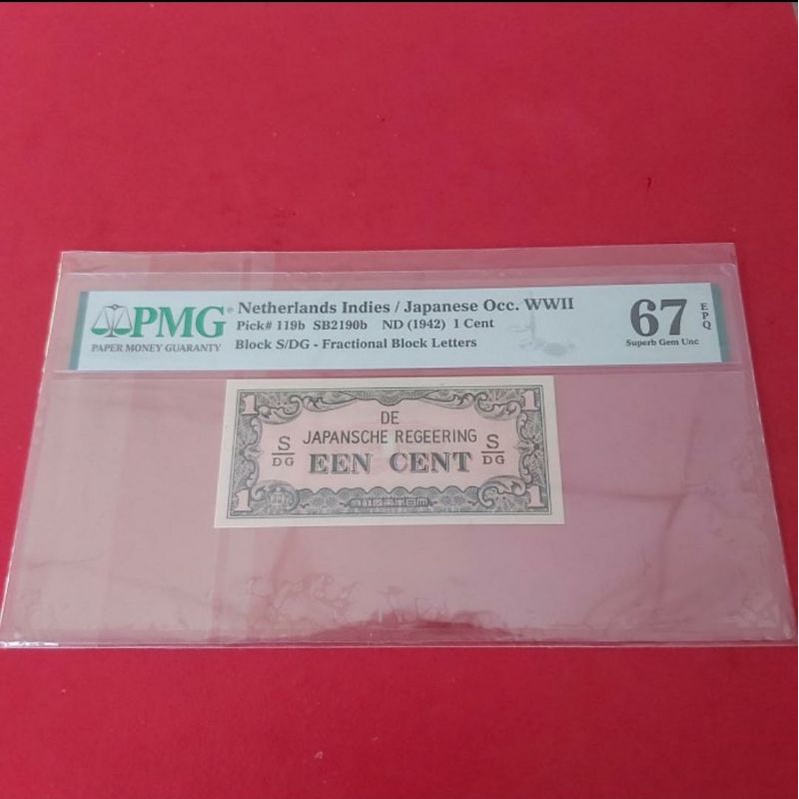 PMG
PAPER MONEY GUARANTY
Netherlands Indies / Japanese Occ. WWII
Pick# 119b SB2190b ND (1942) 1 Cent
Block S/DG - Fractional Block Letters
67 EPQ
Superb Gem Unc
1 1
DE
JAPANSCHE REGEERING
S/DG EEN CENT S/DG
1 1